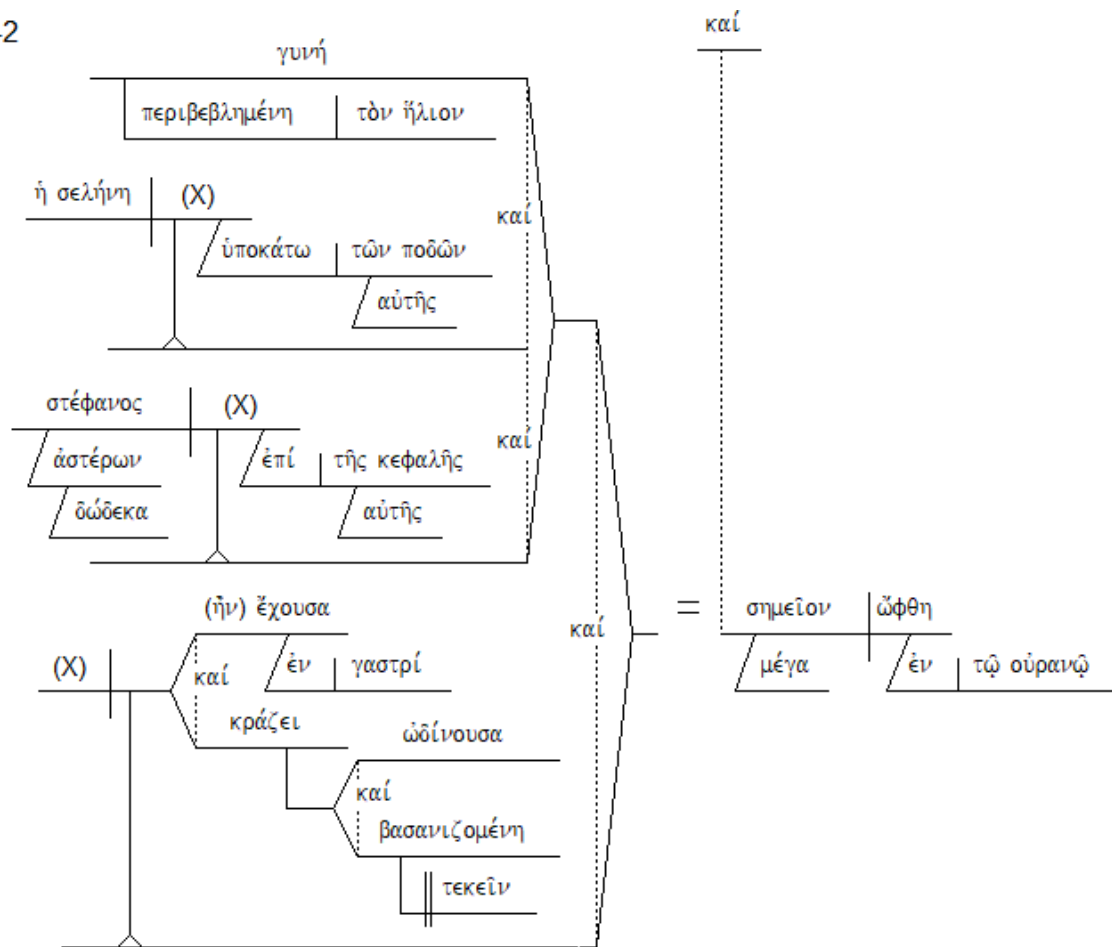 -2
καί
γυνή
περιβεβλημένη τὸν ἥλιον
ἡ σελήνη (X)
καί
ὑποκάτω τῶν ποδῶν
αὐτῆς
στέφανος (X)
καί
ἀστέρων ἐπί τῆς κεφαλῆς
δώδεκα αὐτῆς
(ἦν) ἔχουσα
καί = σημεῖον ὤφθη
(X) καί ἐν γαστρί μέγα ἐν τῷ οὐρανῷ
κράζει
ὠδίνουσα
καί
βασανιζομένη
τεκεῖν